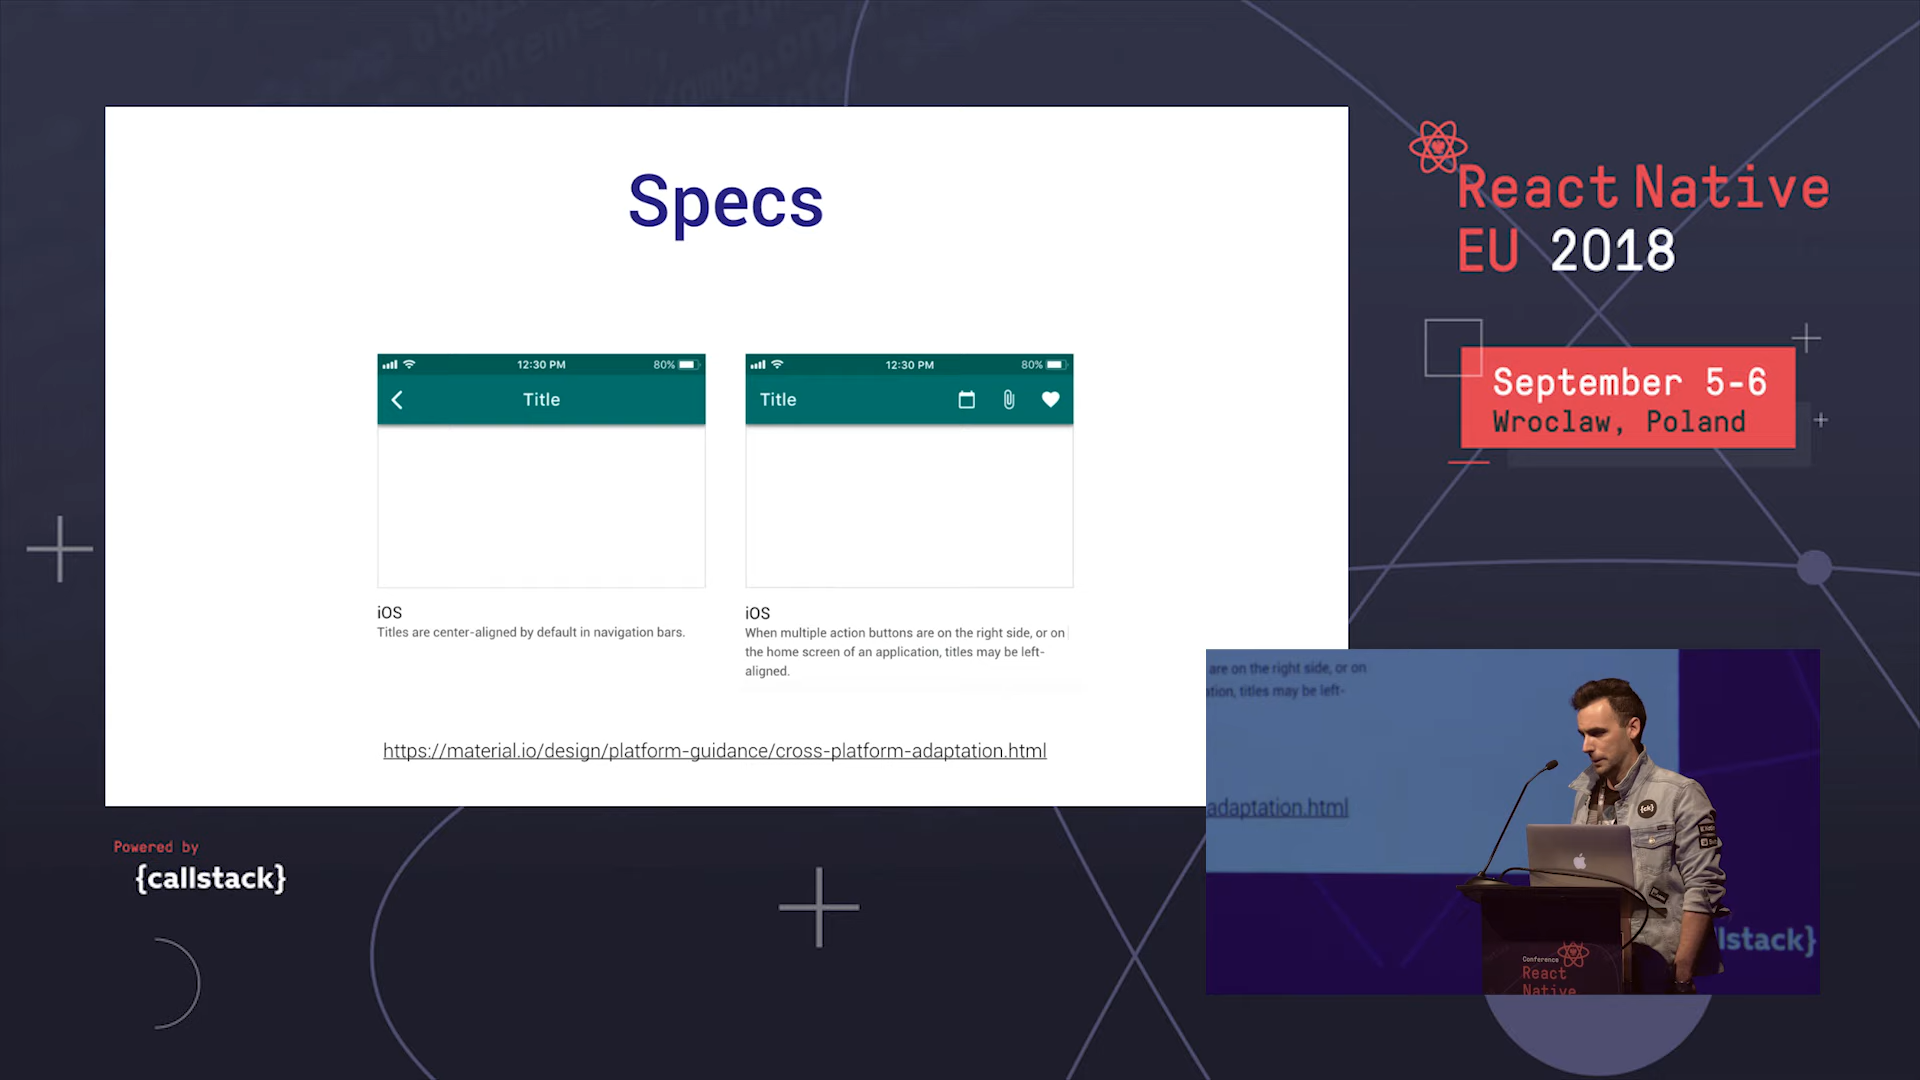 Specs
12:30 PM
80%
Title
12:30 PM
80%
Title
iOS
Titles are center-aligned by default in navigation bars.
iOS
When multiple action buttons are on the right side, or on
the home screen of an application, titles may be left-
aligned.
https://material.io/design/platform-guidance/cross-platform-adaptation.html
React Native
EU 2018
September 5-6
Wroclaw, Poland
Powered by
{callstack}
are on the right side, or on
ation, titles may be left-
adaptation.html
{ck}
lstack}
Conference
React
Native